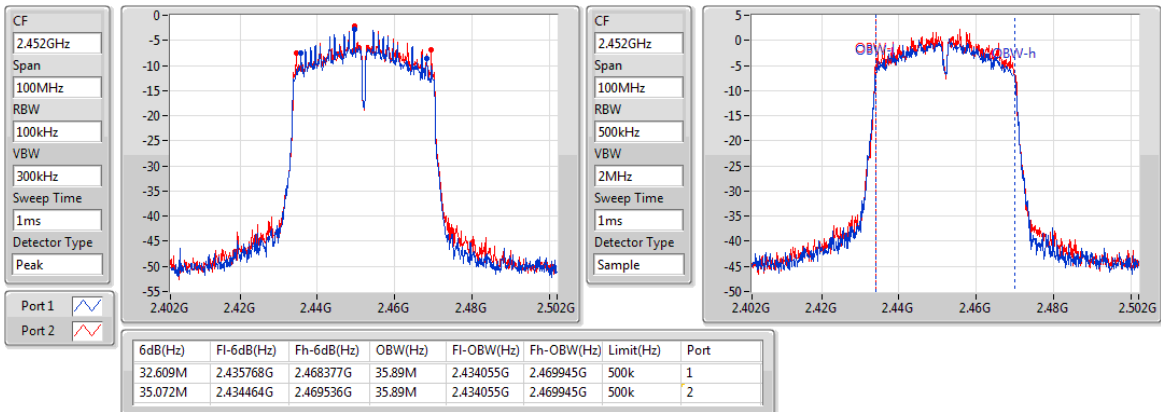 CF
2.452GHz
Span
100MHz
RBW
100kHz
VBW
300kHz
Sweep Time
1ms
Detector Type
Peak
Port 1
Port 2
0
-5
-10
-15
-20
-25
-30
-35
-40
-45
-50
-55
2.402G 2.42G 2.44G 2.46G 2.48G 2.502G
CF
2.452GHz
Span
100MHz
RBW
500kHz
VBW
2MHz
Sweep Time
1ms
Detector Type
Sample
5
0
-5
-10
-15
-20
-25
-30
-35
-40
-45
-50
OBW-h
2.402G 2.42G 2.44G 2.46G 2.48G 2.502G
6dB(Hz) Fl-6dB(Hz) Fh-6dB(Hz) OBW(Hz) Fl-OBW(Hz) Fh-OBW(Hz) Limit(Hz) Port
32.609M 2.435768G 2.468377G 35.89M 2.434055G 2.469945G 500k 1
35.072M 2.434464G 2.469536G 35.89M 2.434055G 2.469945G 500k 2